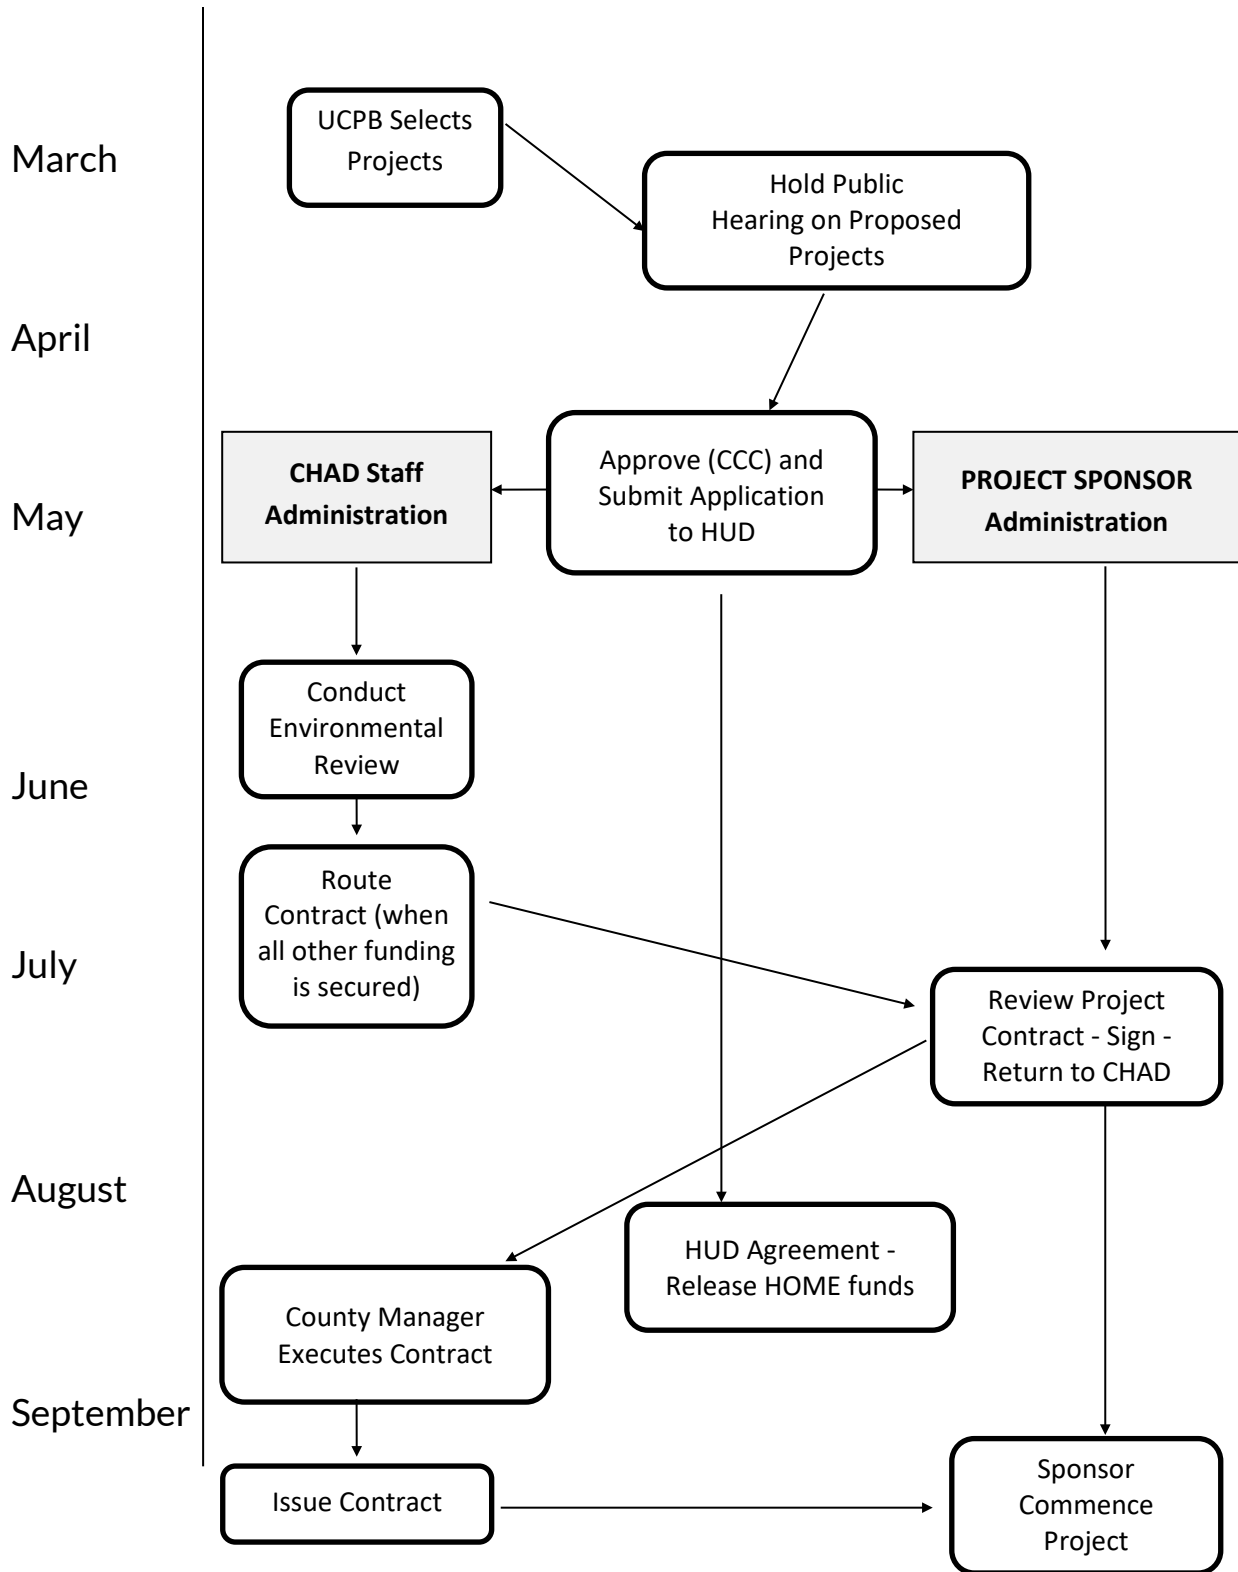 March
UCPB Selects
Projects
Hold Public
Hearing on Proposed
Projects
April
May
CHAD Staff
Administration
Approve (CCC) and
Submit Application
to HUD
PROJECT SPONSOR
Administration
Conduct
Environmental
Review
June
Route
Contract (when
all other funding
is secured)
July
Review Project
Contract - Sign -
Return to CHAD
August
HUD Agreement -
Release HOME funds
County Manager
Executes Contract
September
Issue Contract
Sponsor
Commence
Project